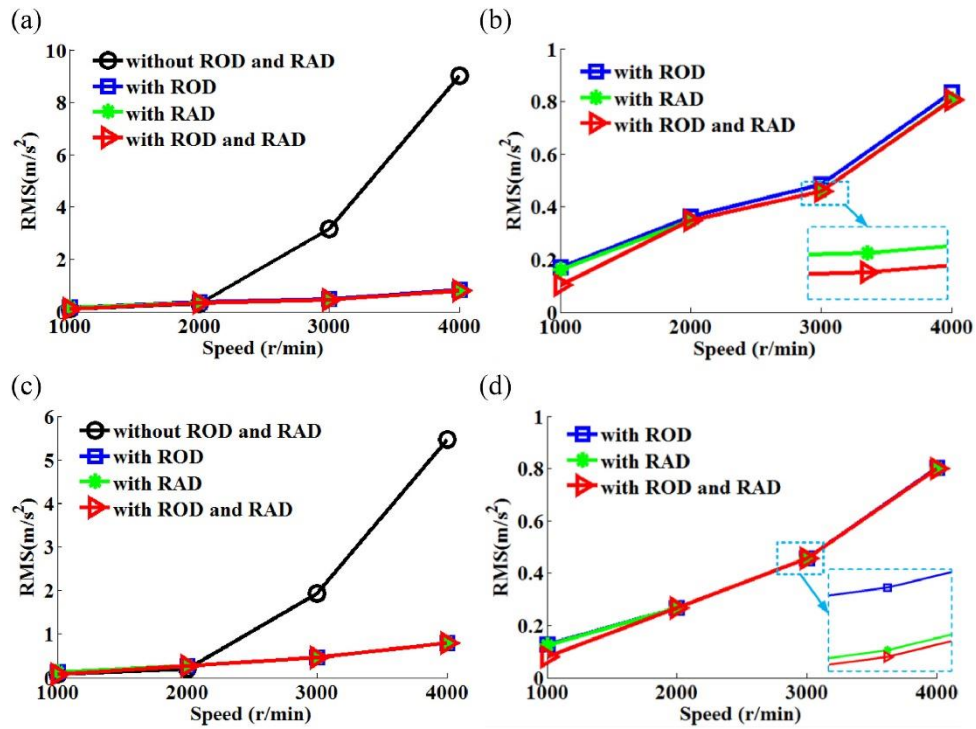 (a)
10
8
6
4
2
0
RMS(m/s²)
without ROD and RAD
with ROD
with RAD
with ROD and RAD
1000 2000 3000 4000
Speed (r/min)
(b)
1
0.8
0.6
0.4
0.2
0
RMS(m/s²)
with ROD
with RAD
with ROD and RAD
1000 2000 3000 4000
Speed (r/min)
(c)
6
5
4
3
2
1
0
RMS(m/s²)
without ROD and RAD
with ROD
with RAD
with ROD and RAD
1000 2000 3000 4000
Speed (r/min)
(d)
1
0.8
0.6
0.4
0.2
0
RMS(m/s²)
with ROD
with RAD
with ROD and RAD
1000 2000 3000 4000
Speed (r/min)